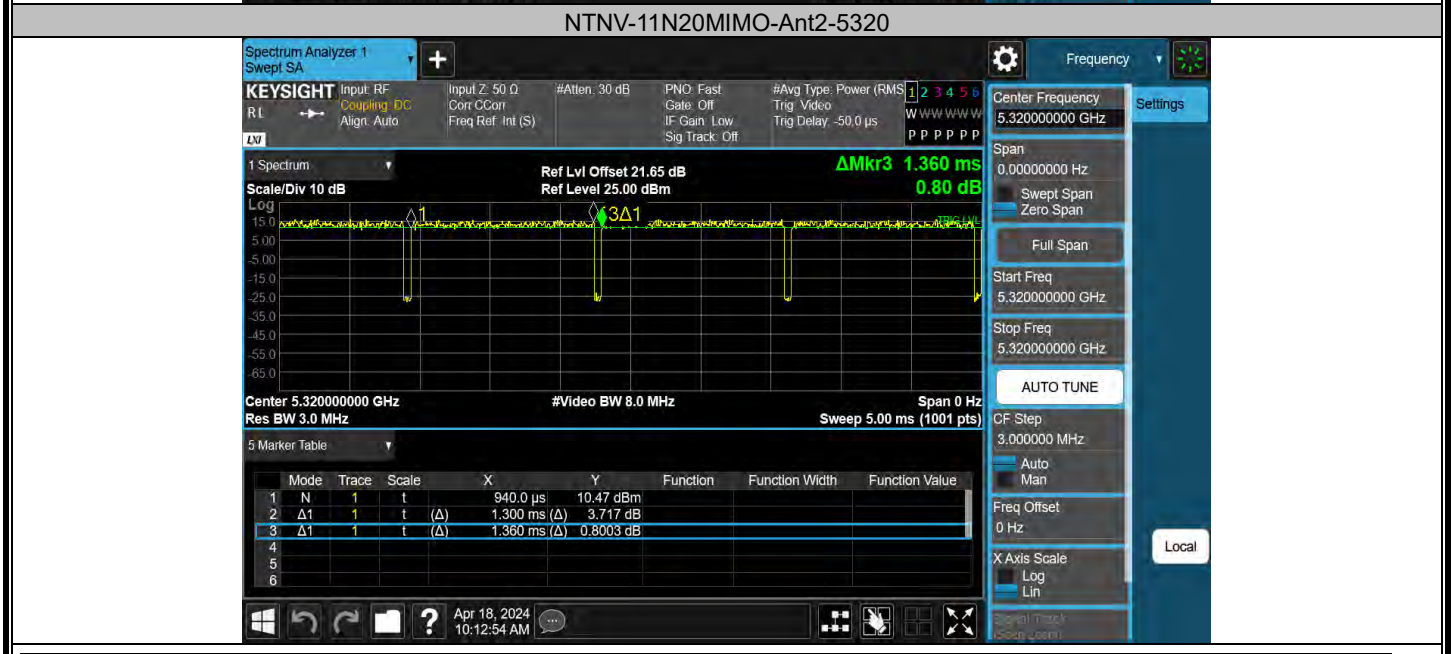 NTNV-11N20MIMO-Ant2-5320
Spectrum Analyzer 1
Swept SA
+
Frequency
KEYSIGHT
RL
LXI
Input: RF
Coupling: DC
Align: Auto
Input Z: 50 Ω
Corr CCorr
Freq Ref: Int (S)
#Atten: 30 dB
PNO: Fast
Gate: Off
IF Gain: Low
Sig Track: Off
#Avg Type: Power (RMS
Trig: Video
Trig Delay: -50.0 µs
1 2 3 4 5 6
W W W W W W
P P P P P P
1 Spectrum
Scale/Div 10 dB
Log
Ref Lvl Offset 21.65 dB
Ref Level 25.00 dBm
ΔMkr3 1.360 ms
0.80 dB
1
3Δ1
TRIG LVL
15.0
5.00
-5.00
-15.0
-25.0
-35.0
-45.0
-55.0
-65.0
Center 5.320000000 GHz
Res BW 3.0 MHz
#Video BW 8.0 MHz
Span 0 Hz
Sweep 5.00 ms (1001 pts)
5 Marker Table
Mode Trace Scale X Y Function Function Width Function Value
1 N 1 t 940.0 µs 10.47 dBm
2 Δ1 1 t (Δ) 1.300 ms (Δ) 3.717 dB
3 Δ1 1 t (Δ) 1.360 ms (Δ) 0.8003 dB
4
5
6
?
Apr 18, 2024
10:12:54 AM
Center Frequency
5.320000000 GHz
Settings
Span
0.00000000 Hz
Swept Span
Zero Span
Full Span
Start Freq
5.320000000 GHz
Stop Freq
5.320000000 GHz
AUTO TUNE
CF Step
3.000000 MHz
Auto
Man
Freq Offset
0 Hz
X Axis Scale
Log
Lin
Signal Track
(Span Zoom)
Local